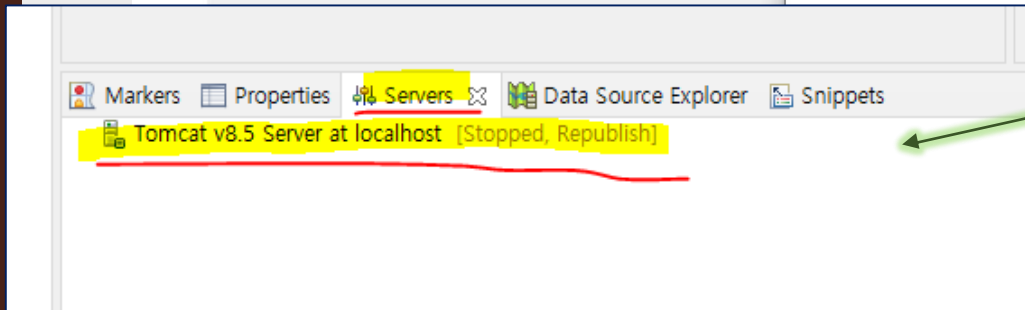 Markers Properties Servers Data Source Explorer Snippets
Tomcat v8.5 Server at localhost [Stopped, Republish]